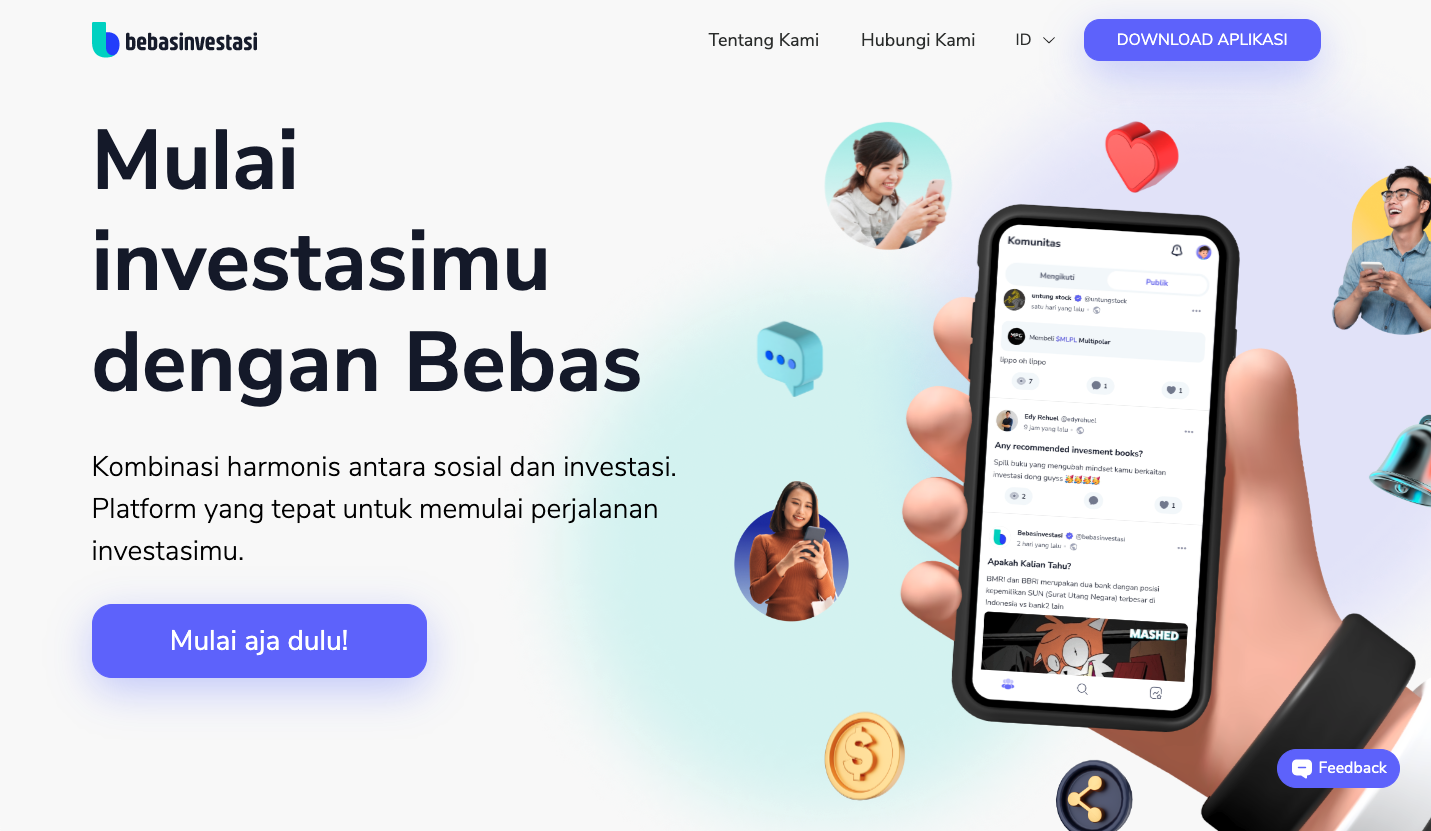 bebasinvestasi
Tentang Kami
Hubungi Kami
ID
DOWNLOAD APLIKASI
Mulai
investasimu
dengan Bebas
Kombinasi harmonis antara sosial dan investasi.
Platform yang tepat untuk memulai perjalanan
investasimu.
Mulai aja dulu!
Komunitas
Mengikuti
Publik
untung stock @untungstock
satu hari yang lalu
MPC
Membeli $MLPL Multipolar
lippo oh lippo
7
1
1
Edy Rehuel @edyrehuel
9 jam yang lalu
Any recommended invesment books?
Spill buku yang mengubah mindset kamu berkaitan
investasi dong guyss 🥰🥰🥰🥰
2
1
Bebasinvestasi @bebasinvestasi
2 hari yang lalu
Apakah Kalian Tahu?
BMRI dan BBRI merupakan dua bank dengan posisi
kepemilikan SUN (Surat Utang Negara) terbesar di
Indonesia vs bank2 lain
MASHED
$
Feedback